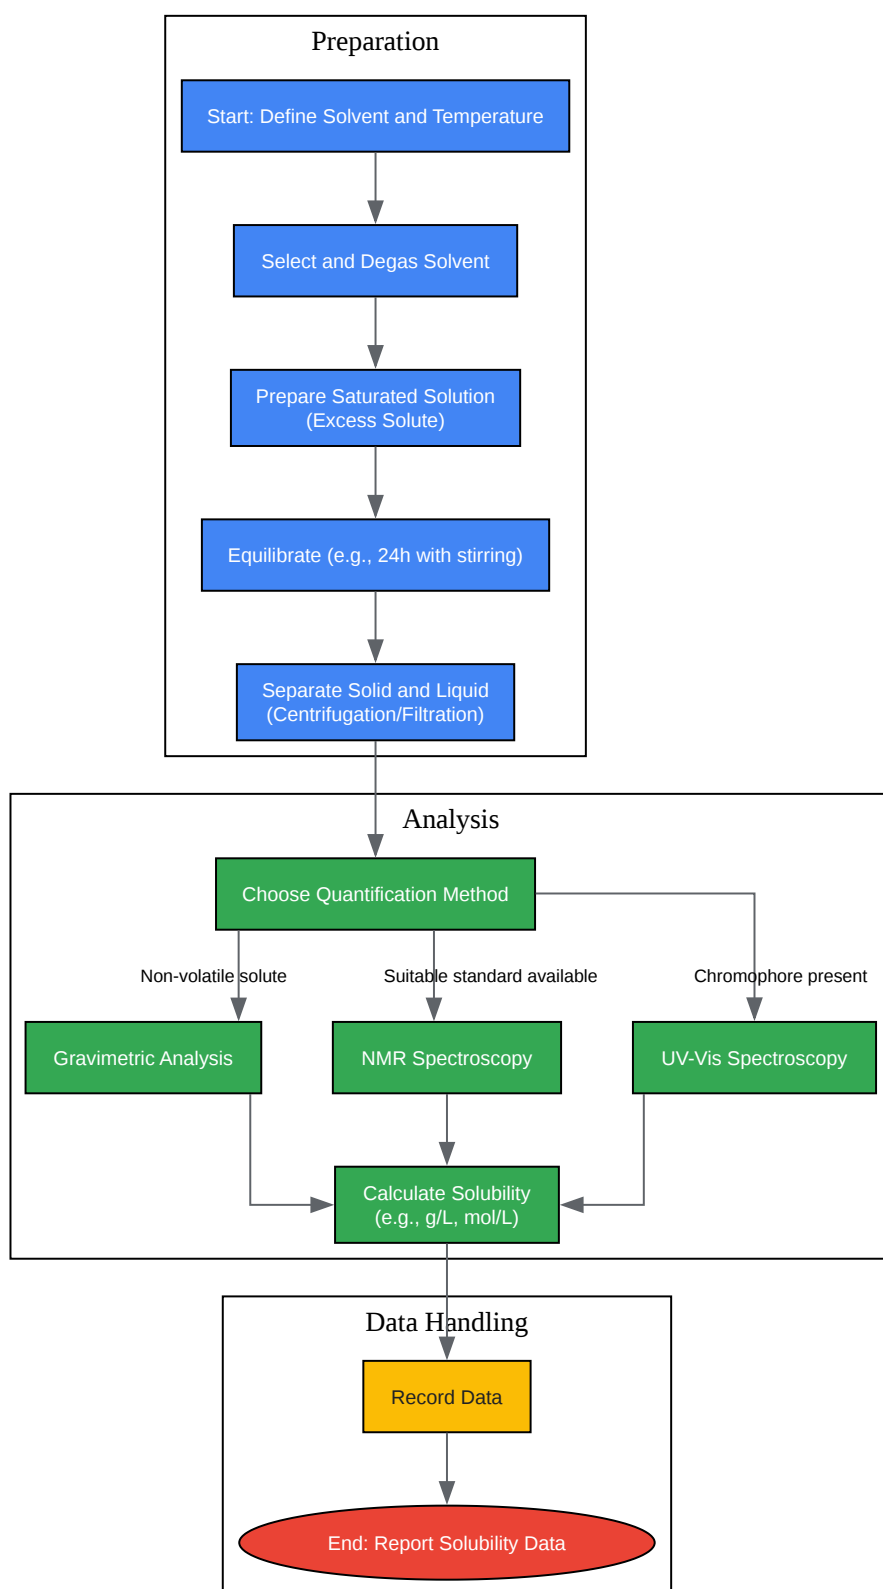 Preparation
Start: Define Solvent and Temperature
Select and Degas Solvent
Prepare Saturated Solution
(Excess Solute)
Equilibrate (e.g., 24h with stirring)
Separate Solid and Liquid
(Centrifugation/Filtration)
Analysis
Choose Quantification Method
Non-volatile solute
Suitable standard available
Chromophore present
Gravimetric Analysis
NMR Spectroscopy
UV-Vis Spectroscopy
Calculate Solubility
(e.g., g/L, mol/L)
Data Handling
Record Data
End: Report Solubility Data